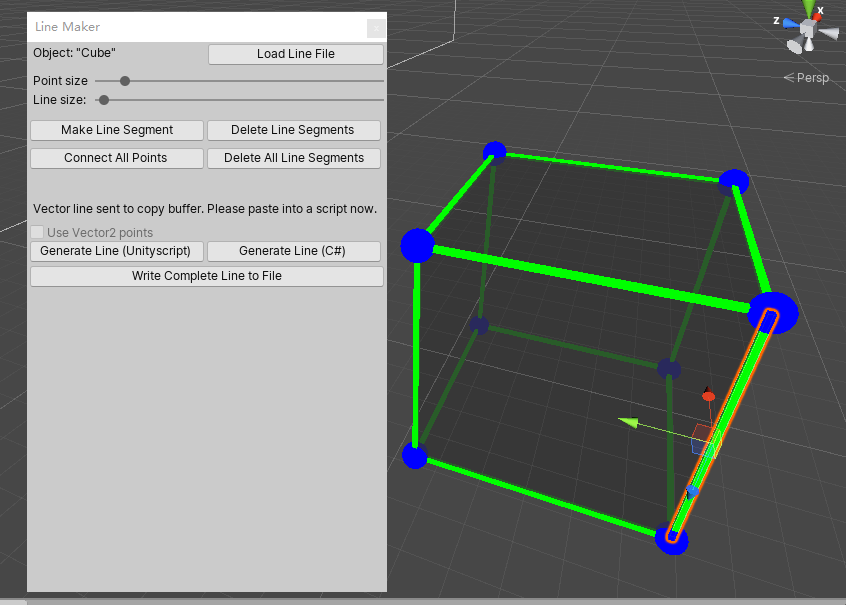 Line Maker
x
Object: "Cube"
Load Line File
Point size
Line size:
Make Line Segment
Delete Line Segments
Connect All Points
Delete All Line Segments
Vector line sent to copy buffer. Please paste into a script now.
Use Vector2 points
Generate Line (Unityscript)
Generate Line (C#)
Write Complete Line to File
x
z
Persp